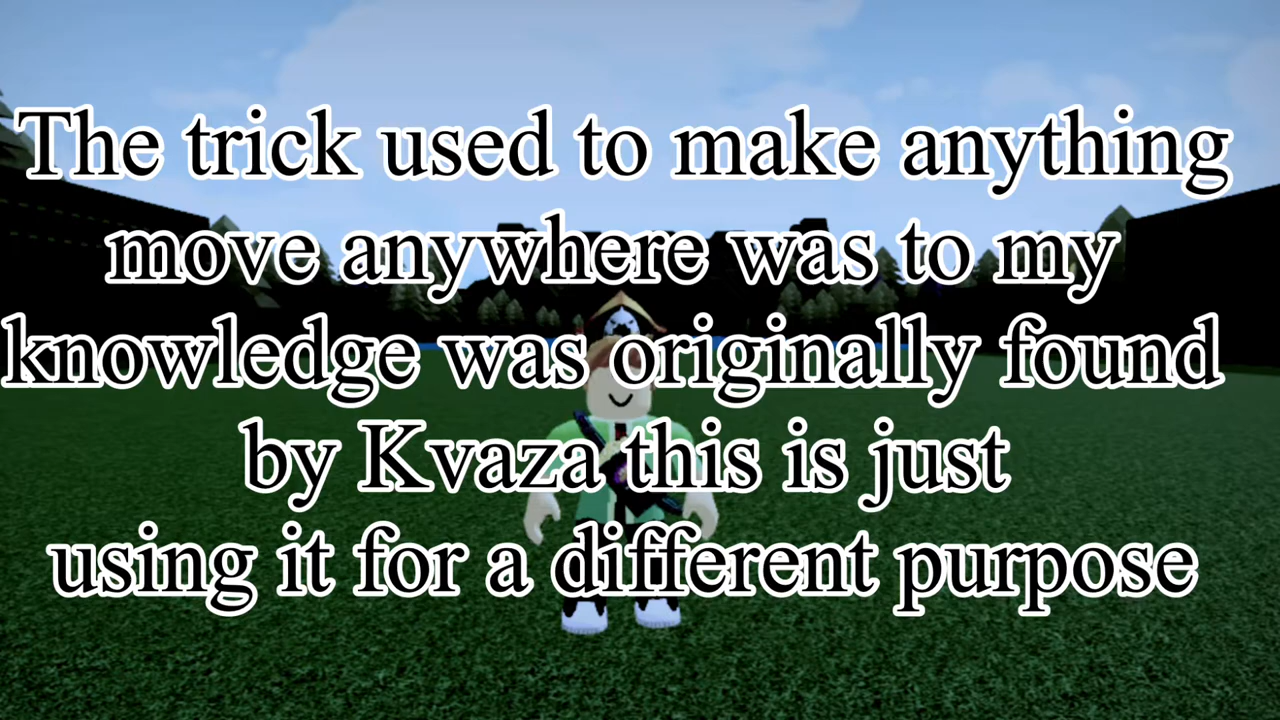 The trick used to make anything
move anywhere was to my
knowledge was originally found
by Kvaza this is just
using it for a different purpose